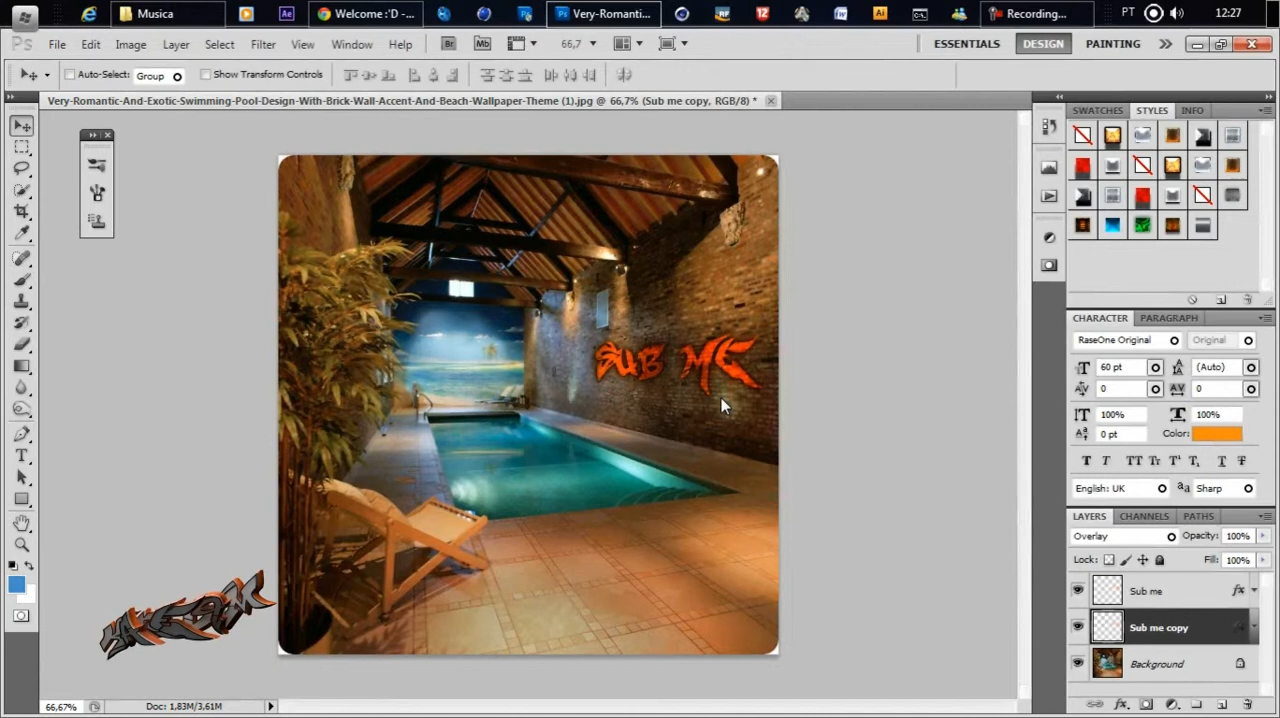 Musica
Welcome :'D - ...
Very-Romanti...
Recording...
PT
12:27
Ps File Edit Image Layer Select Filter View Window Help
Br Mb 66,7
ESSENTIALS DESIGN PAINTING
Auto-Select: Group Show Transform Controls
Very-Romantic-And-Exotic-Swimming-Pool-Design-With-Brick-Wall-Accent-And-Beach-Wallpaper-Theme (1).jpg @ 66,7% (Sub me copy, RGB/8) *
SWATCHES STYLES INFO
SUB ME
CHARACTER PARAGRAPH
RaseOne Original Original
60 pt (Auto)
0 0
100% 100%
0 pt Color:
English: UK Sharp
LAYERS CHANNELS PATHS
Overlay Opacity: 100%
Lock: Fill: 100%
Sub me
Sub me copy
Background
66,67% Doc: 1,83M/3,61M